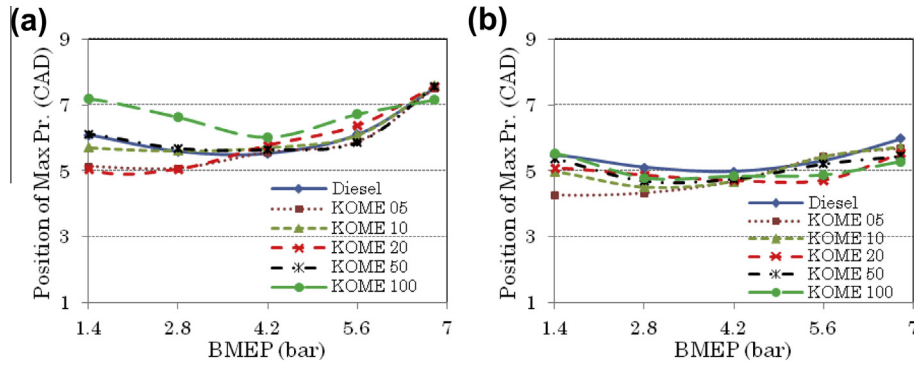 (a)
Position of Max Pr. (CAD)
9
7
5
3
1
Diesel
KOME 05
KOME 10
KOME 20
KOME 50
KOME 100
1.4 2.8 4.2 5.6 7
BMEP (bar)
(b)
Position of Max Pr. (CAD)
9
7
5
3
1
Diesel
KOME 05
KOME 10
KOME 20
KOME 50
KOME 100
1.4 2.8 4.2 5.6 7
BMEP (bar)